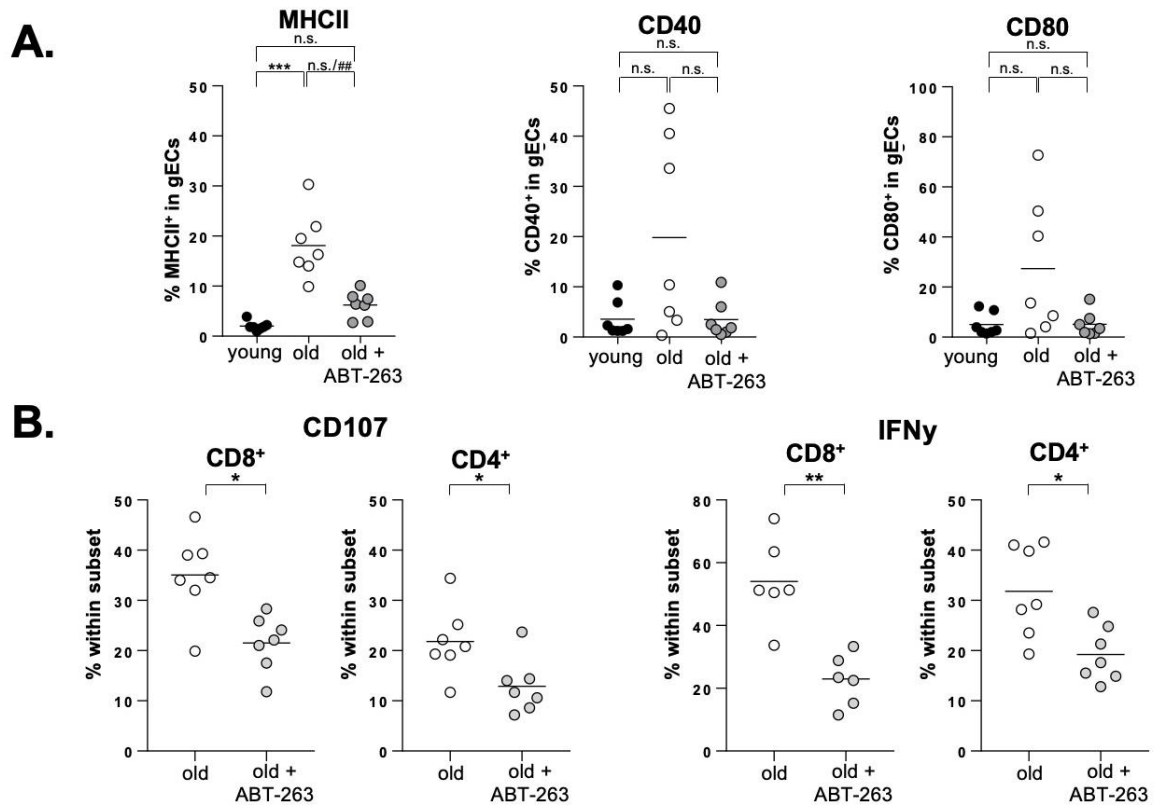 A.
MHCII
n.s.
***
n.s./##
% MHCII⁺ in gECs
50
40
30
20
10
0
young
old
old +
ABT-263
CD40
n.s.
n.s.
n.s.
% CD40⁺ in gECs
50
40
30
20
10
0
young
old
old +
ABT-263
CD80
n.s.
n.s.
n.s.
% CD80⁺ in gECs
100
80
60
40
20
0
young
old
old +
ABT-263
B.
CD107
CD8⁺
*
% within subset
50
40
30
20
10
0
old
old +
ABT-263
CD4⁺
*
% within subset
50
40
30
20
10
0
old
old +
ABT-263
IFNy
CD8⁺
**
% within subset
80
60
40
20
0
old
old +
ABT-263
CD4⁺
*
% within subset
50
40
30
20
10
0
old
old +
ABT-263